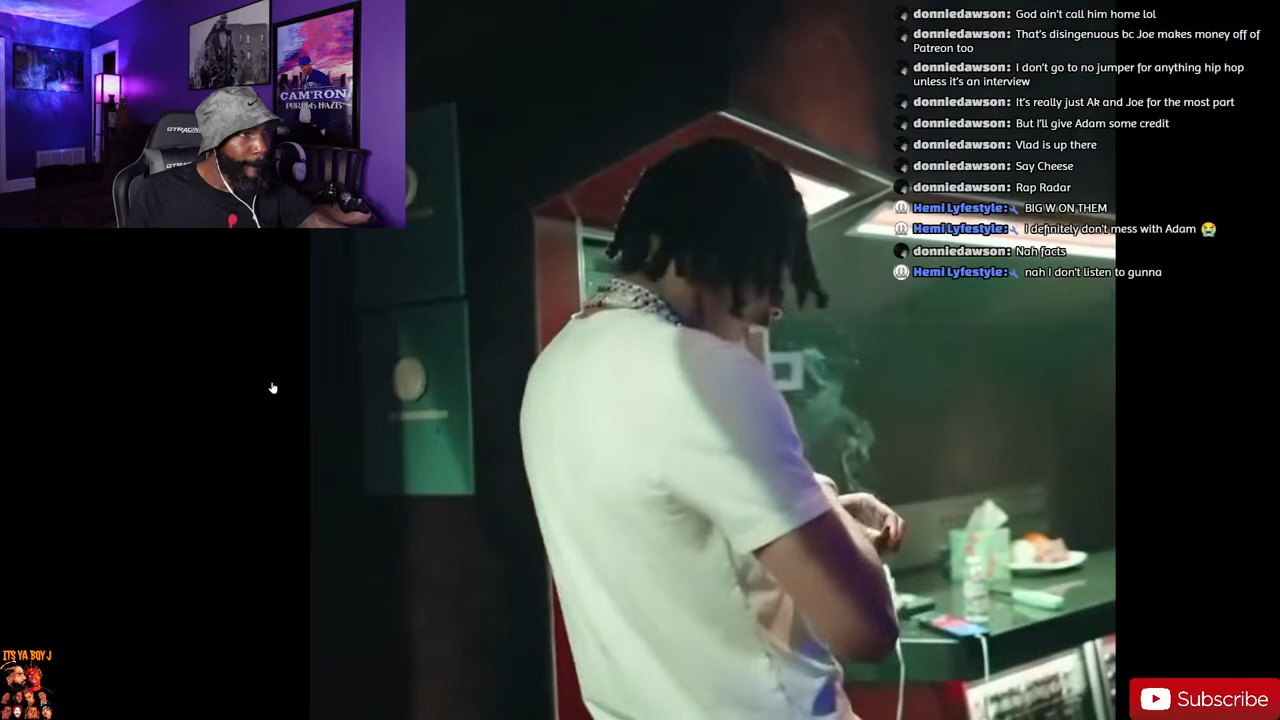 donniedawson: God ain't call him home lol
donniedawson: That's disingenuous bc Joe makes money off of
Patreon too
donniedawson: I don't go to no jumper for anything hip hop
unless it's an interview
donniedawson: It's really just Ak and Joe for the most part
donniedawson: But I'll give Adam some credit
donniedawson: Vlad is up there
donniedawson: Say Cheese
donniedawson: Rap Radar
Hemi Lyfestyle: BIG W ON THEM
Hemi Lyfestyle: I definitely don't mess with Adam 😭
donniedawson: Nah facts
Hemi Lyfestyle: nah I don't listen to gunna
CAM'RON
PURPLE HAZE
GTRACING
GTRACING
ITS YA BOY J
Subscribe